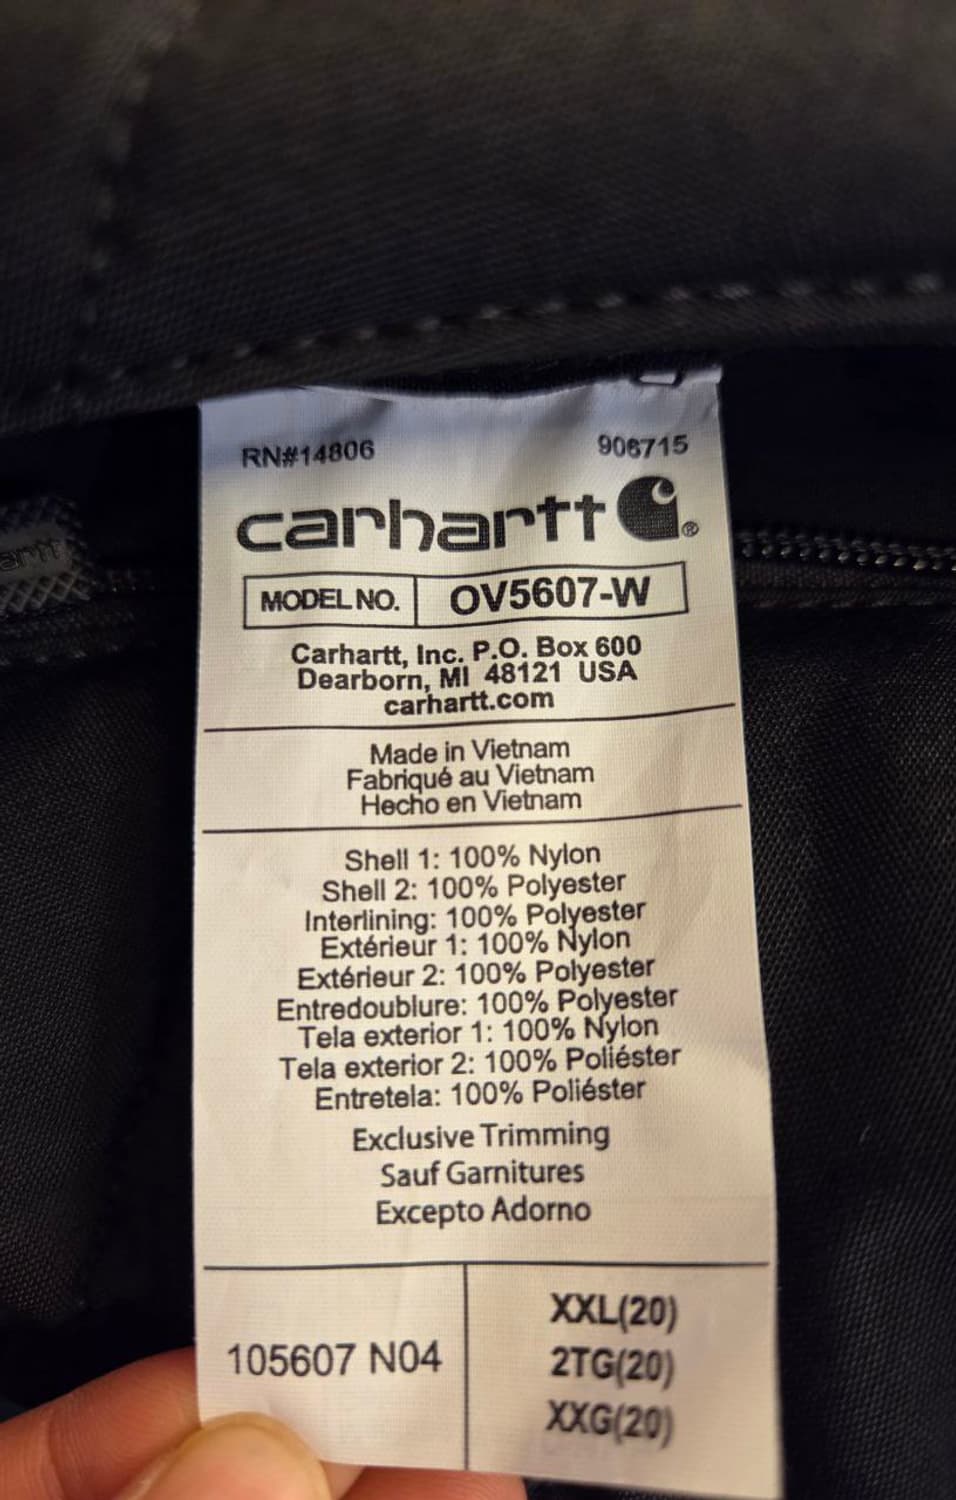 RN#14806 906715
carhartt®
MODEL NO. OV5607-W
Carhartt, Inc. P.O. Box 600
Dearborn, MI 48121 USA
carhartt.com
Made in Vietnam
Fabriqué au Vietnam
Hecho en Vietnam
Shell 1: 100% Nylon
Shell 2: 100% Polyester
Interlining: 100% Polyester
Extérieur 1: 100% Nylon
Extérieur 2: 100% Polyester
Entredoublure: 100% Polyester
Tela exterior 1: 100% Nylon
Tela exterior 2: 100% Poliéster
Entretela: 100% Poliéster
Exclusive Trimming
Sauf Garnitures
Excepto Adorno
105607 N04
XXL(20)
2TG(20)
XXG(20)